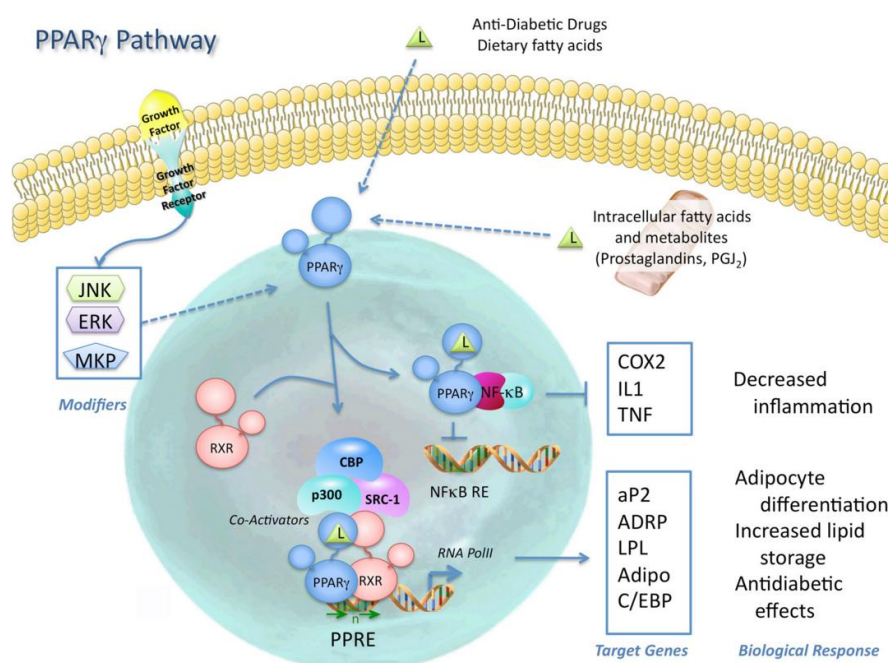 PPARγ Pathway
L
Anti-Diabetic Drugs
Dietary fatty acids
Growth
Factor
Growth
Factor
Receptor
L
Intracellular fatty acids
and metabolites
(Prostaglandins, PGJ₂)
PPARγ
JNK
ERK
MKP
Modifiers
L
PPARγ
NF-κB
COX2
IL1
TNF
Decreased
inflammation
RXR
NFκB RE
CBP
p300
SRC-1
Co-Activators
L
PPARγ
RXR
RNA PolII
n
PPRE
aP2
ADRP
LPL
Adipo
C/EBP
Adipocyte
differentiation
Increased lipid
storage
Antidiabetic
effects
Target Genes
Biological Response